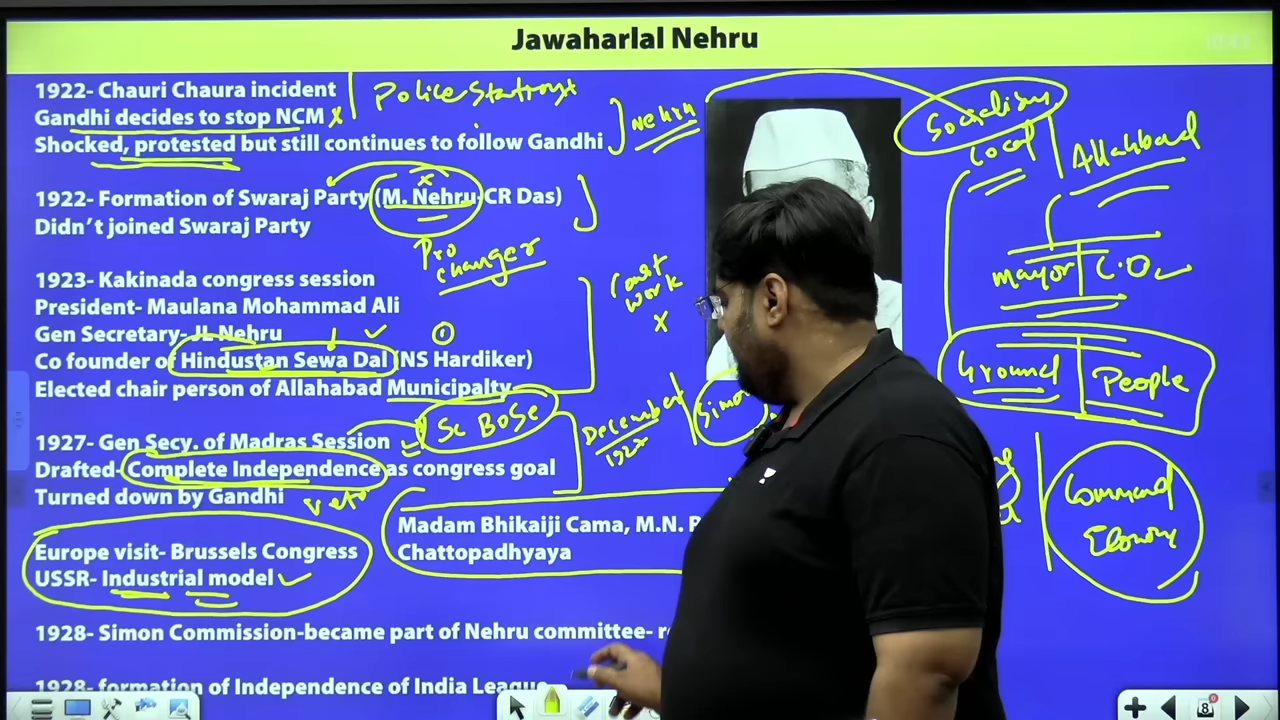 Jawaharlal Nehru
1922- Chauri Chaura incident
Gandhi decides to stop NCM
Shocked, protested but still continues to follow Gandhi
Nehru
1922- Formation of Swaraj Party (M. Nehru-CR Das)
Didn't joined Swaraj Party
Pro
changer
1923- Kakinada congress session
President- Maulana Mohammad Ali
Gen Secretary- JL Nehru
Co founder of Hindustan Sewa Dal (NS Hardiker)
Elected chair person of Allahabad Municipalty
work
1927- Gen Secy. of Madras Session
Sc Bose
Drafted- Complete Independence as congress goal
Turned down by Gandhi
December
1927
Madam Bhikaiji Cama, M.N.
Chattopadhyaya
Europe visit- Brussels Congress
USSR- Industrial model
1928- Simon Commission-became part of Nehru committee-
1928- formation of Independence of India League
Socialism
Local
Allahbad
mayor
C.O
Ground
People
Command
8